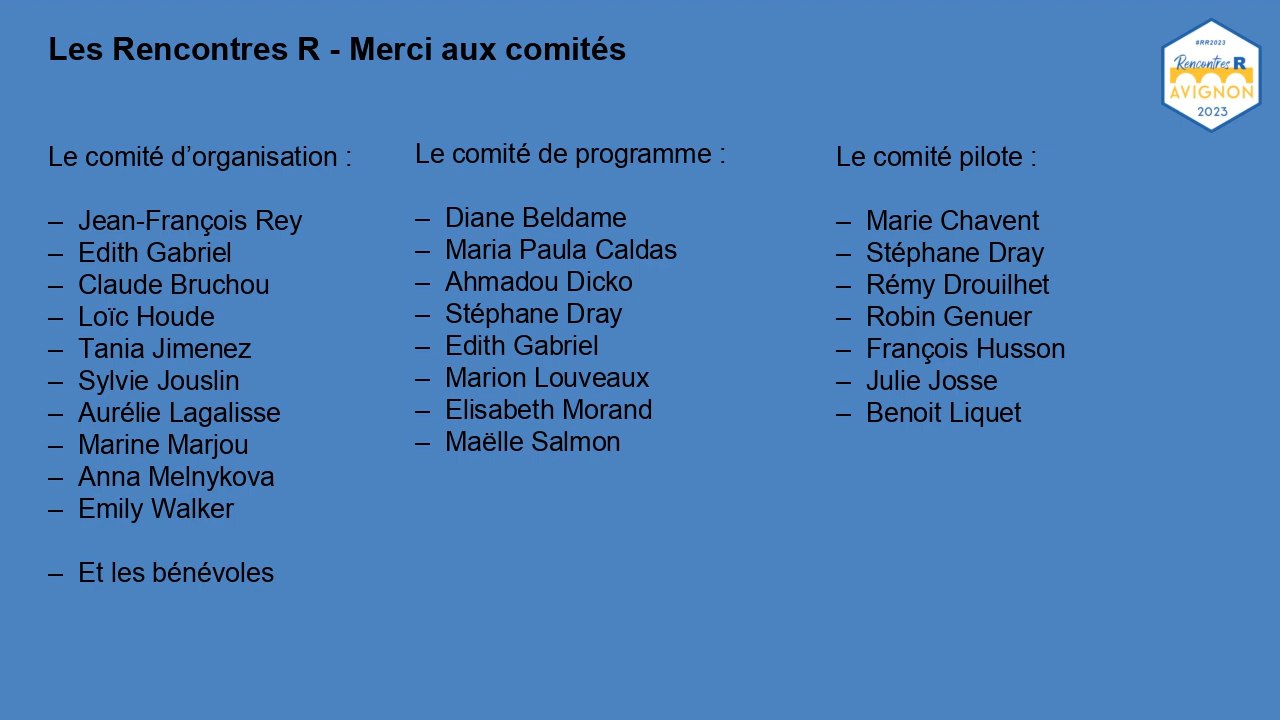 Les Rencontres R - Merci aux comités
#RR2023
Rencontres R
AVIGNON
2023
Le comité d’organisation :
– Jean-François Rey
– Edith Gabriel
– Claude Bruchou
– Loïc Houde
– Tania Jimenez
– Sylvie Jouslin
– Aurélie Lagalisse
– Marine Marjou
– Anna Melnykova
– Emily Walker
– Et les bénévoles
Le comité de programme :
– Diane Beldame
– Maria Paula Caldas
– Ahmadou Dicko
– Stéphane Dray
– Edith Gabriel
– Marion Louveaux
– Elisabeth Morand
– Maëlle Salmon
Le comité pilote :
– Marie Chavent
– Stéphane Dray
– Rémy Drouilhet
– Robin Genuer
– François Husson
– Julie Josse
– Benoit Liquet